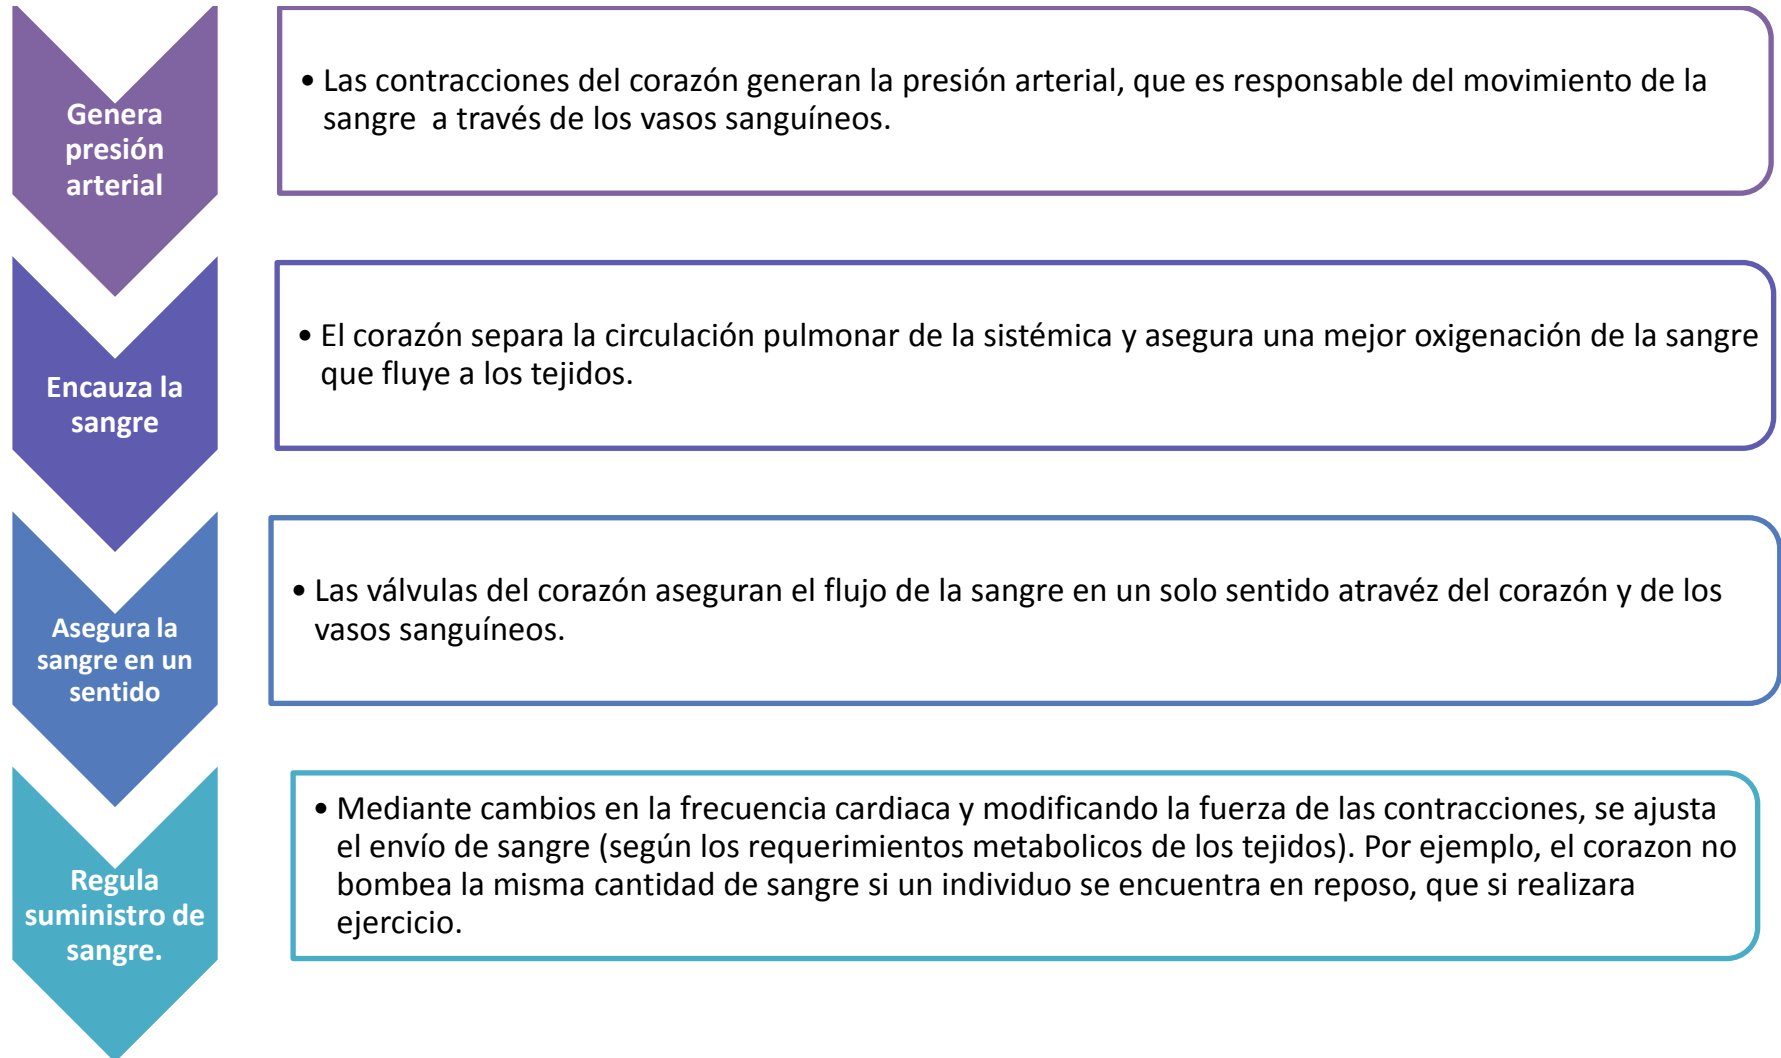 Genera
presión
arterial
• Las contracciones del corazón generan la presión arterial, que es responsable del movimiento de la
sangre a través de los vasos sanguíneos.
Encauza la
sangre
• El corazón separa la circulación pulmonar de la sistémica y asegura una mejor oxigenación de la sangre
que fluye a los tejidos.
Asegura la
sangre en un
sentido
• Las válvulas del corazón aseguran el flujo de la sangre en un solo sentido atravéz del corazón y de los
vasos sanguíneos.
Regula
suministro de
sangre.
• Mediante cambios en la frecuencia cardiaca y modificando la fuerza de las contracciones, se ajusta
el envío de sangre (según los requerimientos metabolicos de los tejidos). Por ejemplo, el corazon no
bombea la misma cantidad de sangre si un individuo se encuentra en reposo, que si realizara
ejercicio.